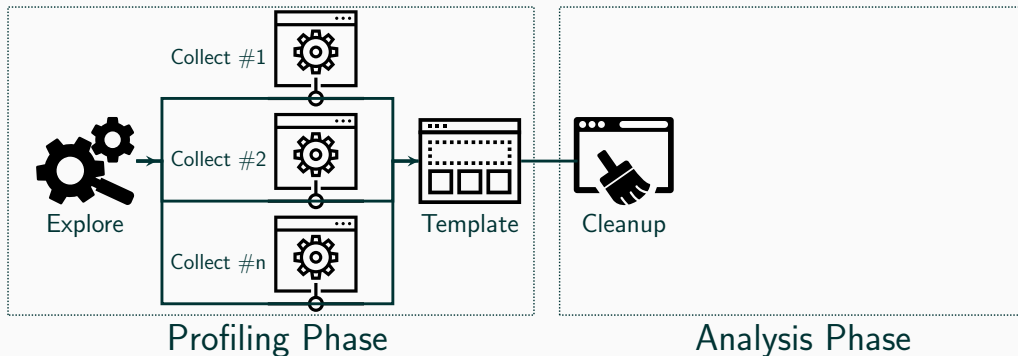 Collect #1
Collect #2
Explore
Template
Cleanup
Collect #n
Profiling Phase
Analysis Phase